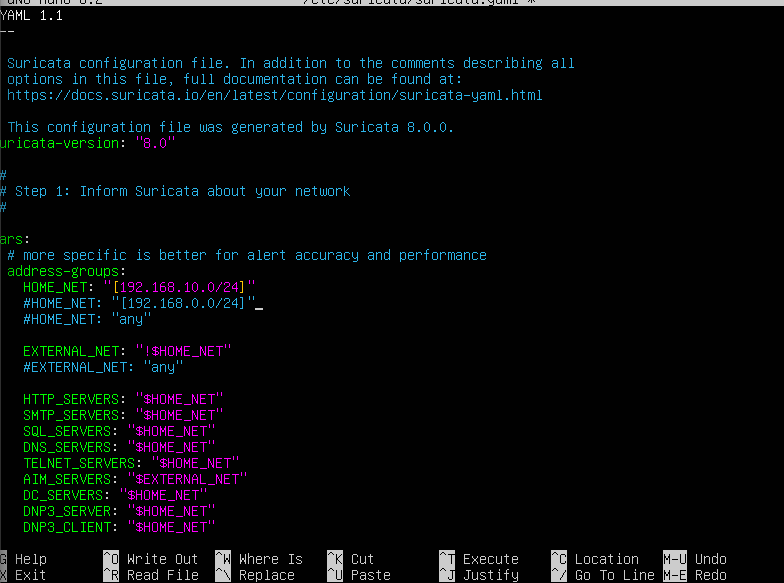 /etc/suricata/suricata.yaml *
YAML 1.1
--
Suricata configuration file. In addition to the comments describing all
options in this file, full documentation can be found at:
https://docs.suricata.io/en/latest/configuration/suricata-yaml.html
This configuration file was generated by Suricata 8.0.0.
uricata-version: "8.0"
#
# Step 1: Inform Suricata about your network
#
ars:
# more specific is better for alert accuracy and performance
address-groups:
HOME_NET: "[192.168.10.0/24]"
#HOME_NET: "[192.168.0.0/24]"_
#HOME_NET: "any"
EXTERNAL_NET: "!$HOME_NET"
#EXTERNAL_NET: "any"
HTTP_SERVERS: "$HOME_NET"
SMTP_SERVERS: "$HOME_NET"
SQL_SERVERS: "$HOME_NET"
DNS_SERVERS: "$HOME_NET"
TELNET_SERVERS: "$HOME_NET"
AIM_SERVERS: "$EXTERNAL_NET"
DC_SERVERS: "$HOME_NET"
DNP3_SERVER: "$HOME_NET"
DNP3_CLIENT: "$HOME_NET"
G Help ^O Write Out ^W Where Is ^K Cut ^T Execute ^C Location M-U Undo
X Exit ^R Read File ^\ Replace ^U Paste ^J Justify ^/ Go To Line M-E Redo